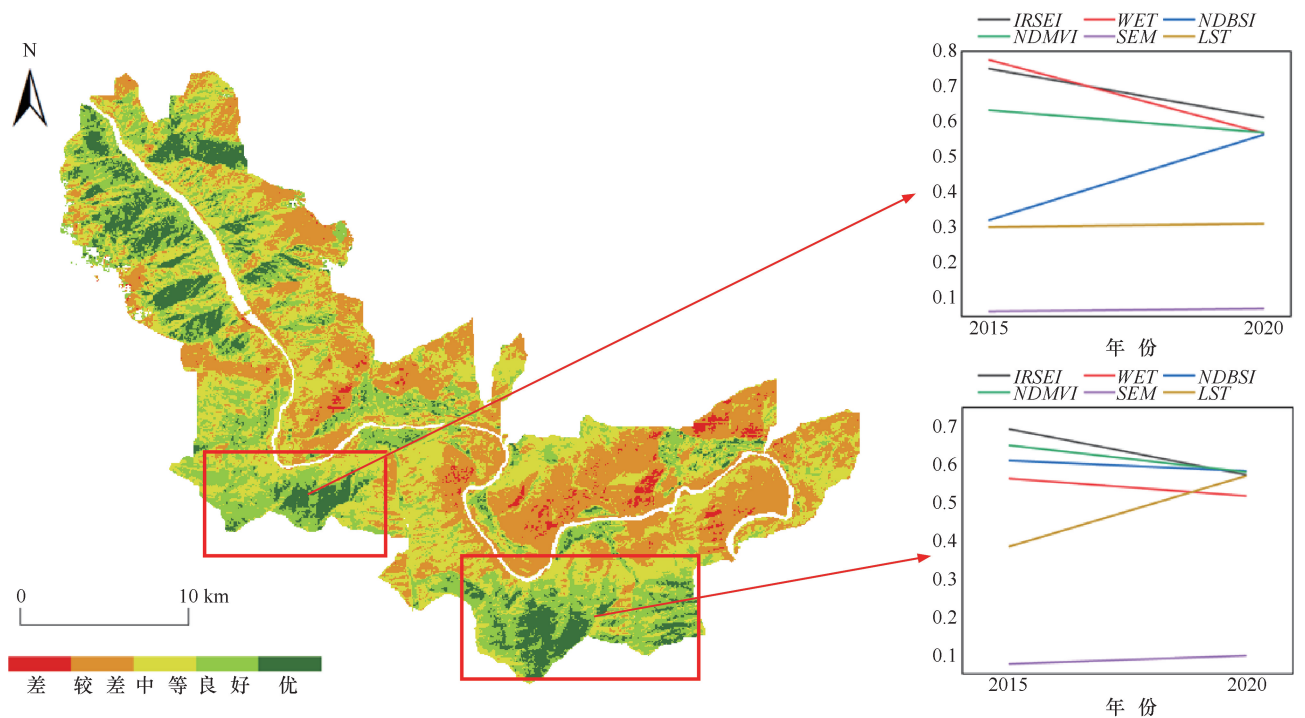 N
0 10 km
差 较 差 中 等 良 好 优
IRSEI WET NDBSI
NDMVI SEM LST
0.8
0.7
0.6
0.5
0.4
0.3
0.2
0.1
2015 2020
年 份
IRSEI WET NDBSI
NDMVI SEM LST
0.7
0.6
0.5
0.4
0.3
0.2
0.1
2015 2020
年 份